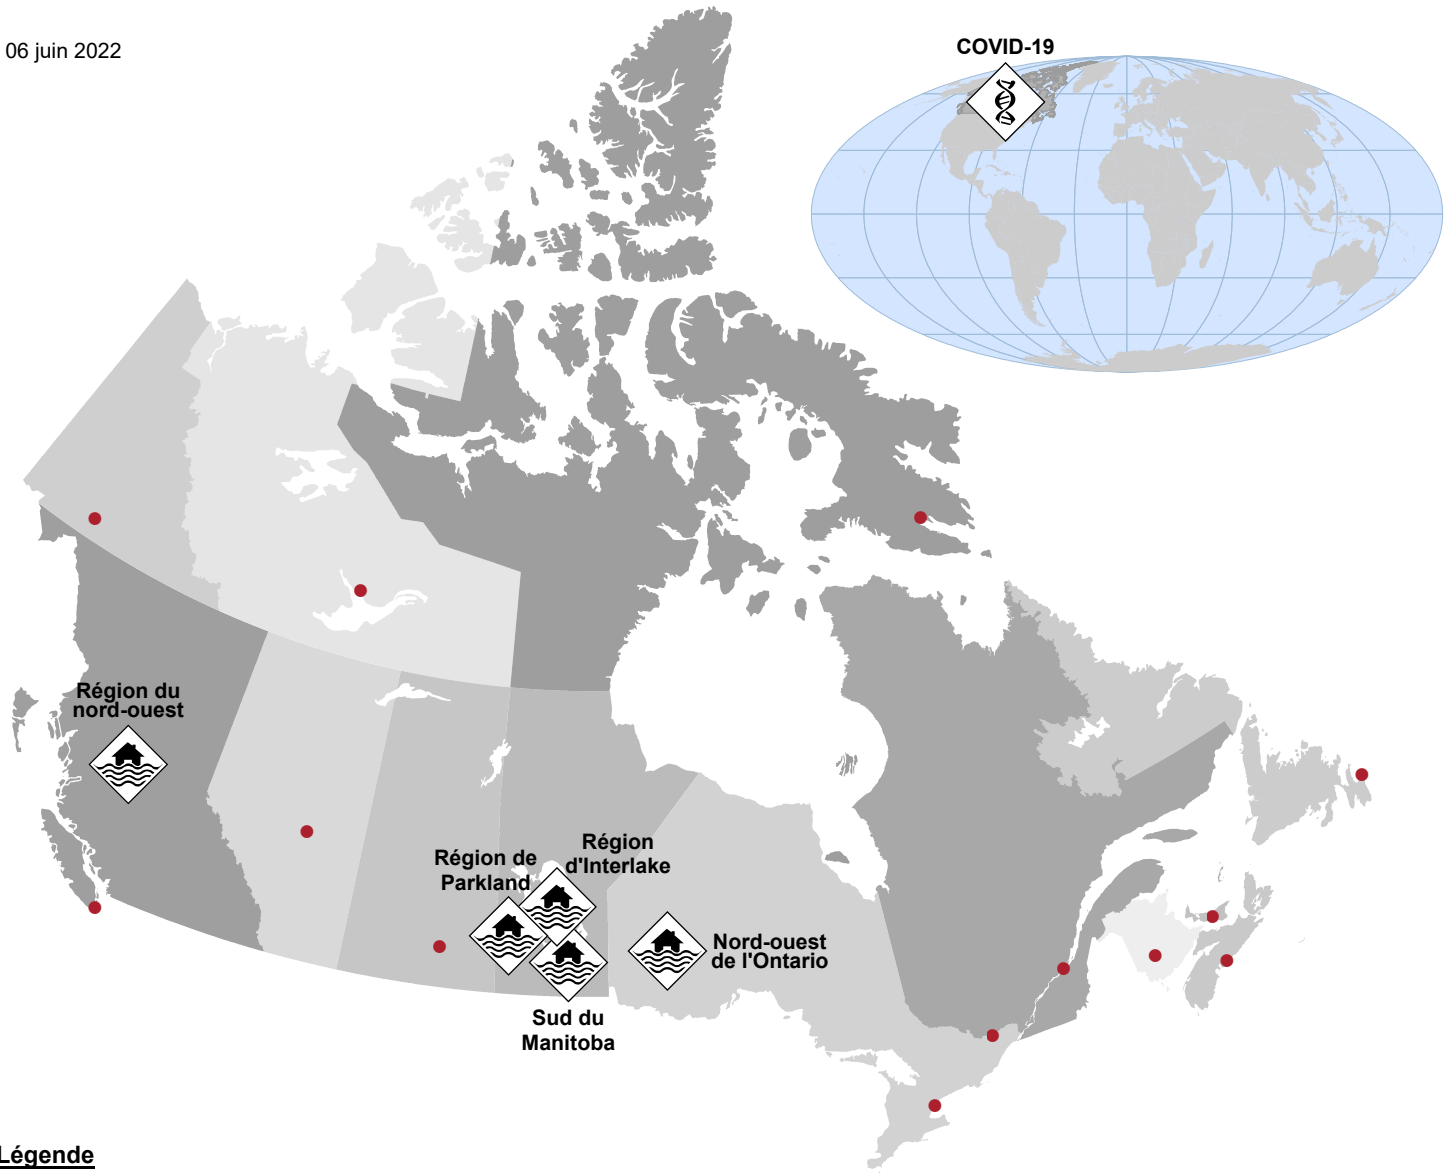 06 juin 2022
COVID-19
Région du
nord-ouest
Région
d'Interlake
Région de
Parkland
Nord-ouest
de l'Ontario
Sud du
Manitoba
Légende